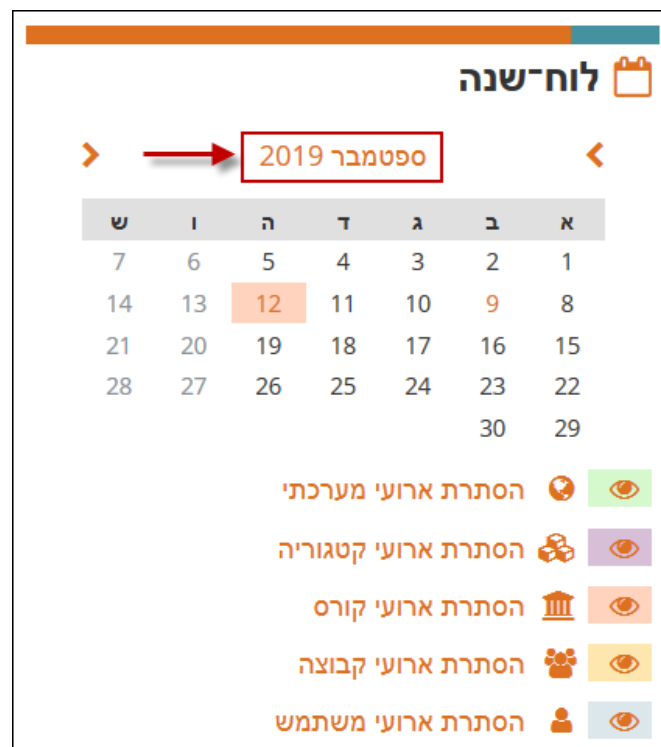 לוח־שנה
ספטמבר 2019
א ב ג ד ה ו ש
1 2 3 4 5 6 7
8 9 10 11 12 13 14
15 16 17 18 19 20 21
22 23 24 25 26 27 28
29 30
הסתרת ארועי מערכתי
הסתרת ארועי קטגוריה
הסתרת ארועי קורס
הסתרת ארועי קבוצה
הסתרת ארועי משתמש